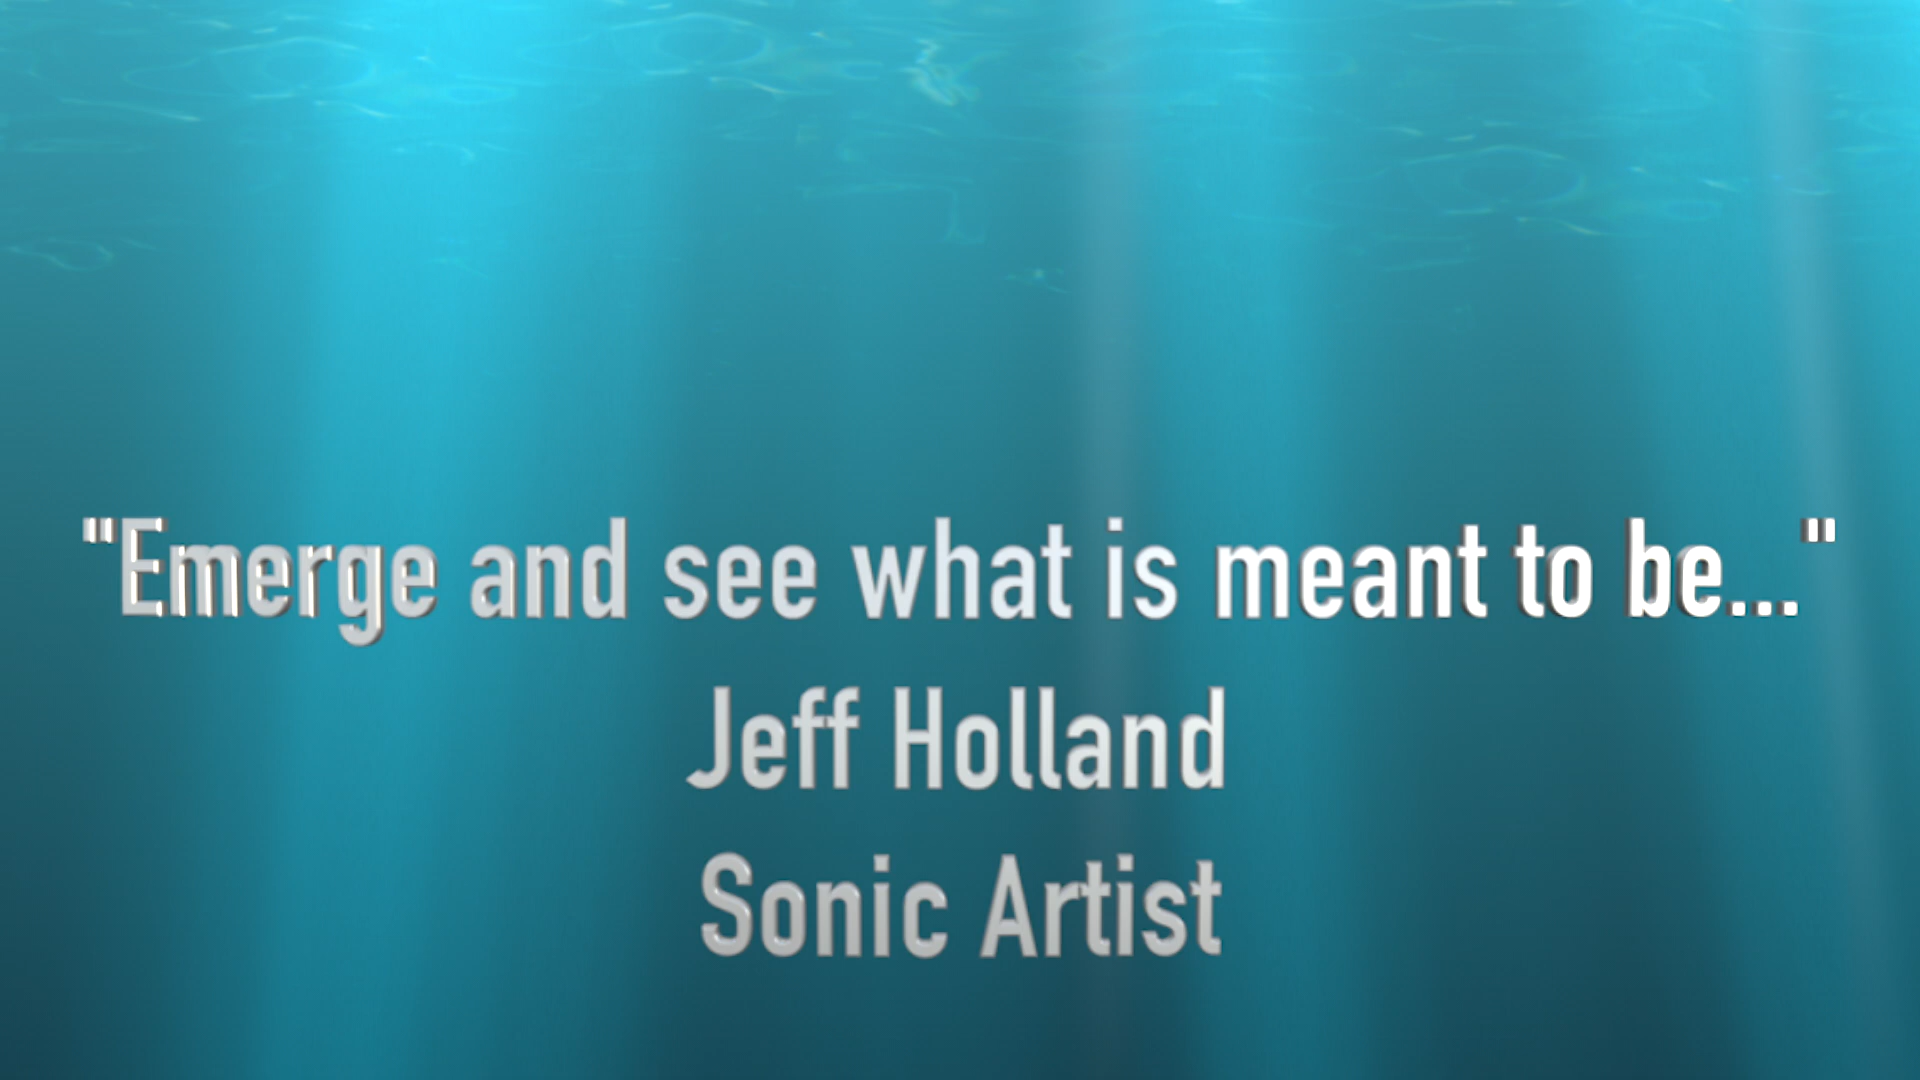 "Emerge and see what is meant to be..."
Jeff Holland
Sonic Artist